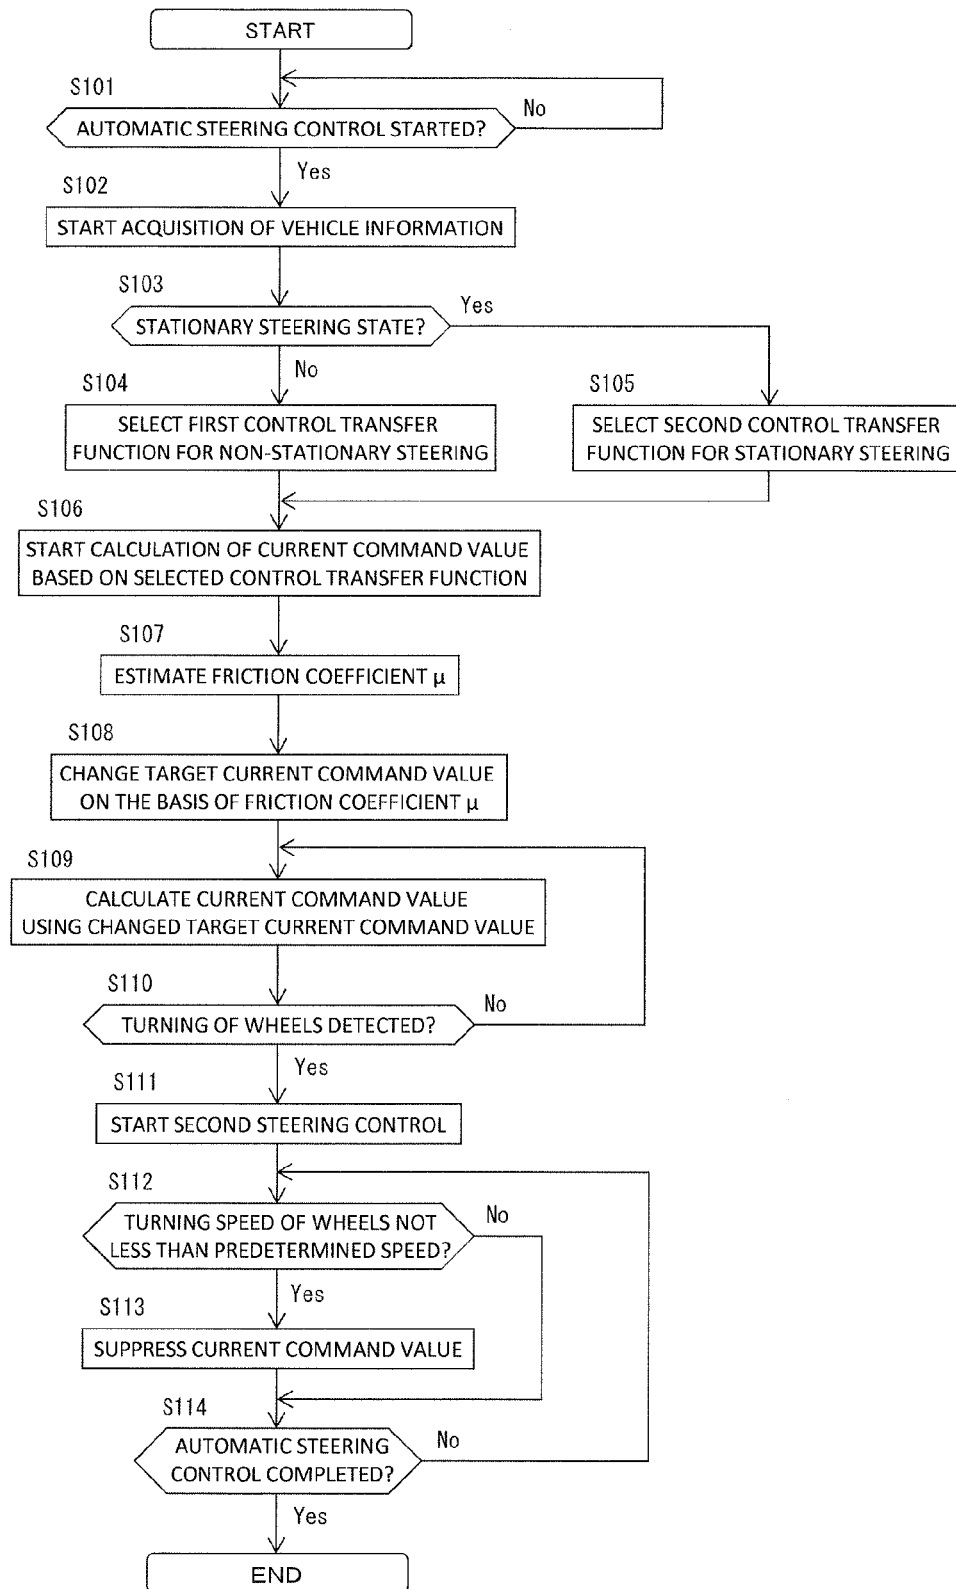 START
S101
AUTOMATIC STEERING CONTROL STARTED?
No
Yes
S102
START ACQUISITION OF VEHICLE INFORMATION
S103
STATIONARY STEERING STATE?
Yes
No
S104
SELECT FIRST CONTROL TRANSFER
FUNCTION FOR NON-STATIONARY STEERING
S105
SELECT SECOND CONTROL TRANSFER
FUNCTION FOR STATIONARY STEERING
S106
START CALCULATION OF CURRENT COMMAND VALUE
BASED ON SELECTED CONTROL TRANSFER FUNCTION
S107
ESTIMATE FRICTION COEFFICIENT μ
S108
CHANGE TARGET CURRENT COMMAND VALUE
ON THE BASIS OF FRICTION COEFFICIENT μ
S109
CALCULATE CURRENT COMMAND VALUE
USING CHANGED TARGET CURRENT COMMAND VALUE
S110
TURNING OF WHEELS DETECTED?
No
Yes
S111
START SECOND STEERING CONTROL
S112
TURNING SPEED OF WHEELS NOT
LESS THAN PREDETERMINED SPEED?
No
Yes
S113
SUPPRESS CURRENT COMMAND VALUE
S114
AUTOMATIC STEERING
CONTROL COMPLETED?
No
Yes
END